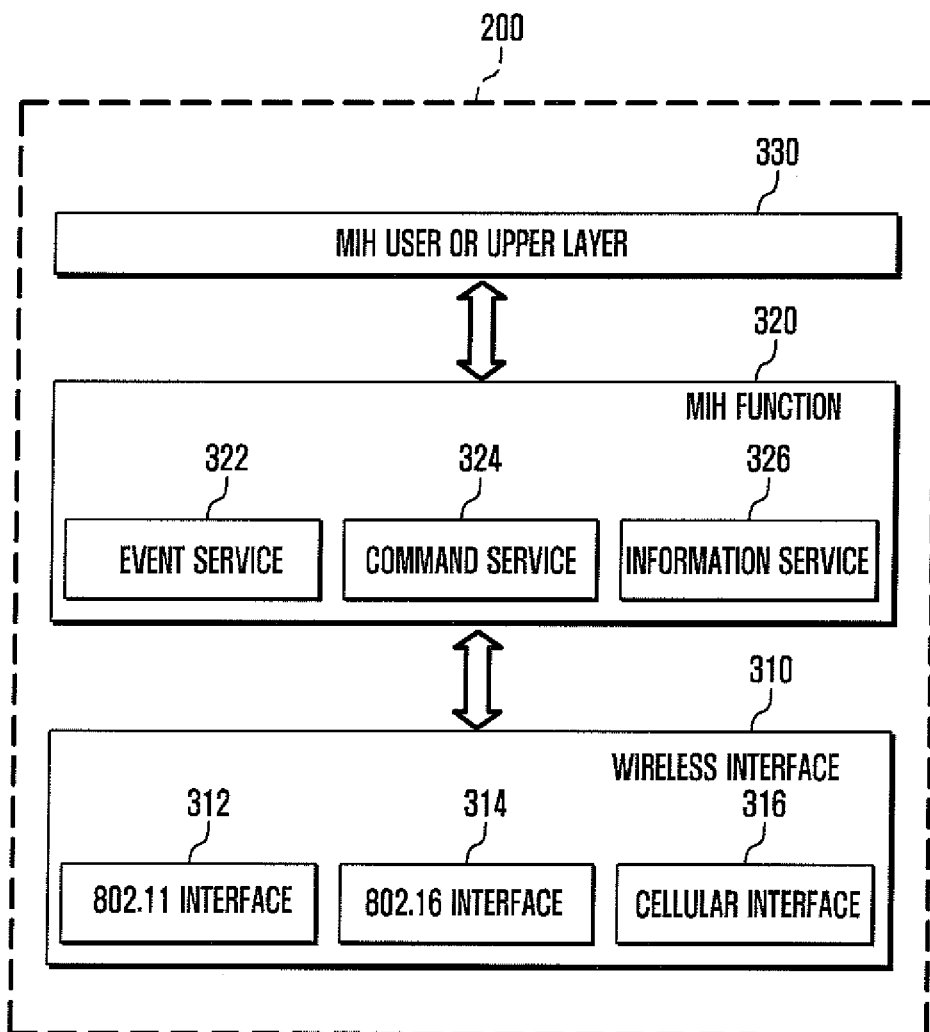 200
330
MIH USER OR UPPER LAYER
320
MIH FUNCTION
322 324 326
EVENT SERVICE COMMAND SERVICE INFORMATION SERVICE
310
WIRELESS INTERFACE
312 314 316
802.11 INTERFACE 802.16 INTERFACE CELLULAR INTERFACE